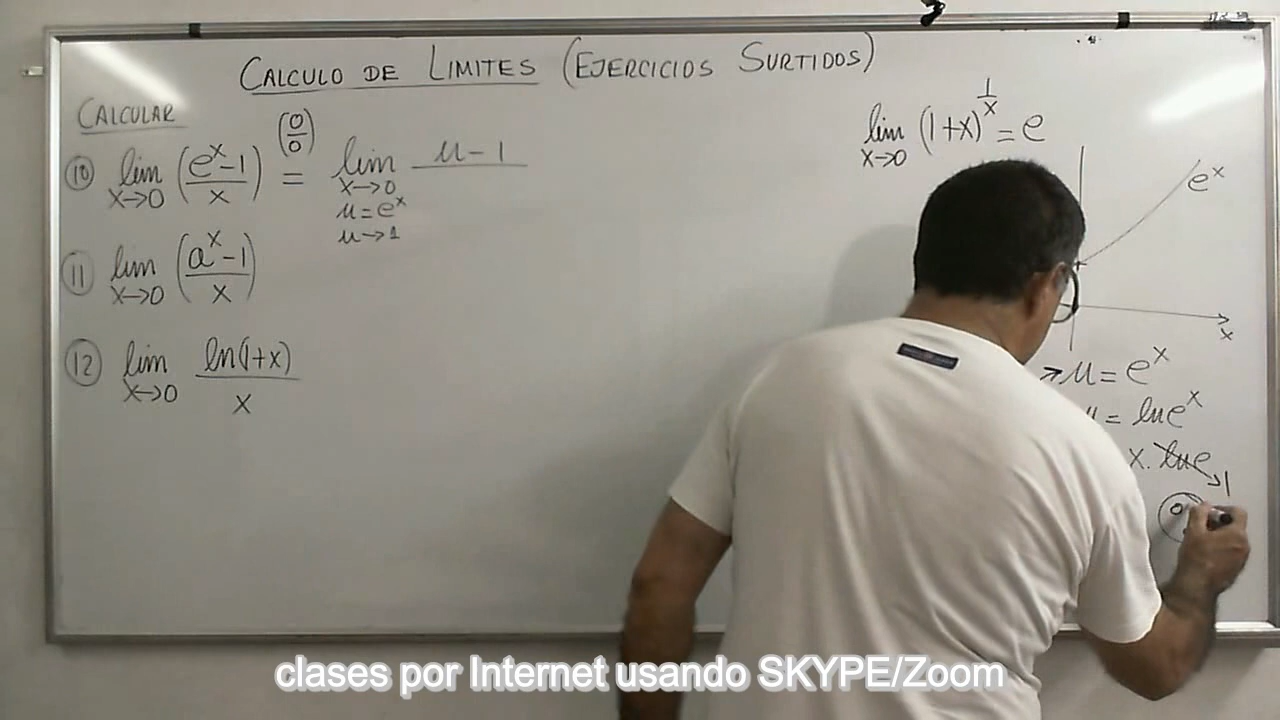 CALCULO DE LIMITES (EJERCICIOS SURTIDOS)
CALCULAR
⑩ lim x→0 (e^x-1 / x) (0/0) = lim x→0 u=e^x u→1 u-1
⑪ lim x→0 (a^x-1 / x)
⑫ lim x→0 ln(1+x) / x
lim x→0 (1+x)^(1/x) = e
e^x
x
u = e^x
= ln e^x
x. ln e → 1
clases por Internet usando SKYPE/Zoom